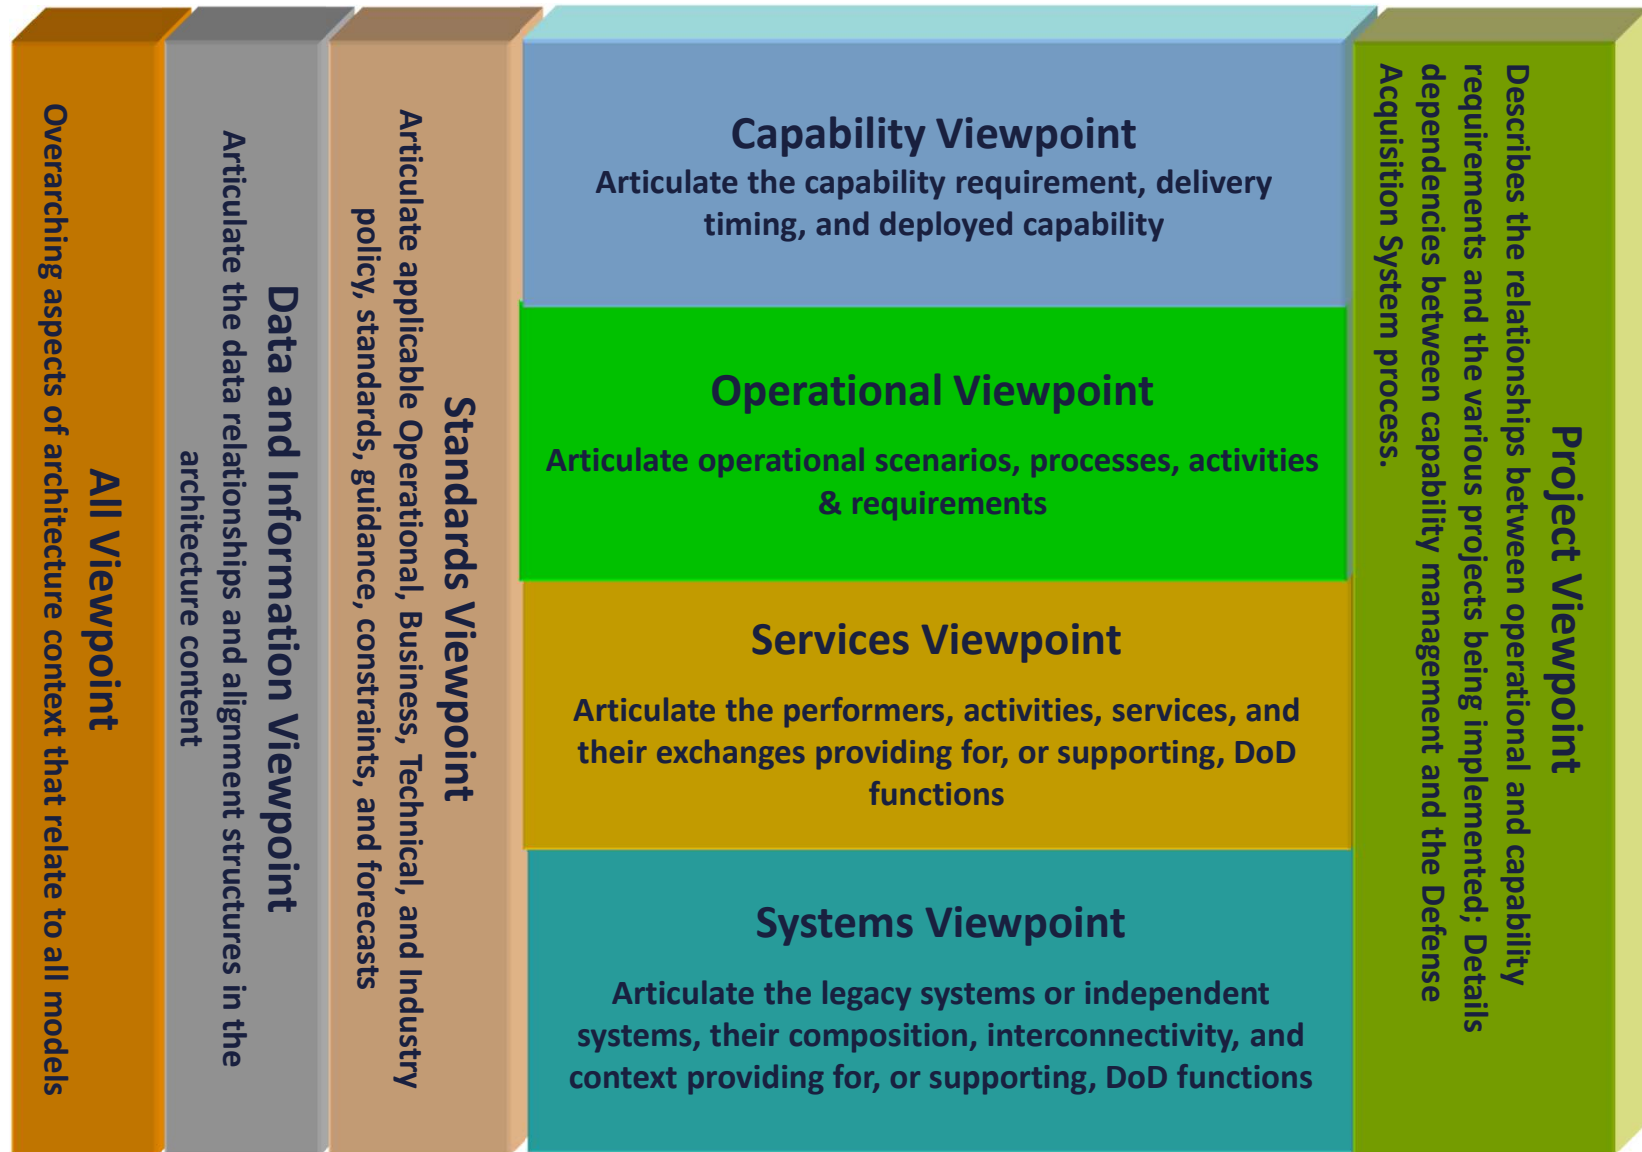 All Viewpoint
Overarching aspects of architecture context that relate to all models
Data and Information Viewpoint
Articulate the data relationships and alignment structures in the
architecture content
Standards Viewpoint
Articulate applicable Operational, Business, Technical, and Industry
policy, standards, guidance, constraints, and forecasts
Capability Viewpoint
Articulate the capability requirement, delivery
timing, and deployed capability
Operational Viewpoint
Articulate operational scenarios, processes, activities
& requirements
Services Viewpoint
Articulate the performers, activities, services, and
their exchanges providing for, or supporting, DoD
functions
Systems Viewpoint
Articulate the legacy systems or independent
systems, their composition, interconnectivity, and
context providing for, or supporting, DoD functions
Project Viewpoint
Describes the relationships between operational and capability
requirements and the various projects being implemented; Details
dependencies between capability management and the Defense
Acquisition System process.